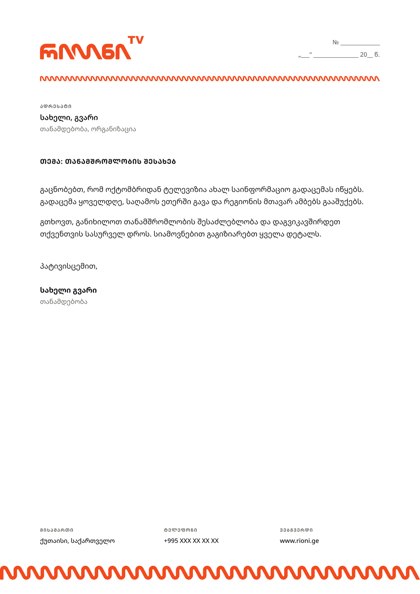 რიონი TV
№ ____________
„___“ ______________ 20__ წ.
ადრესატი
სახელი, გვარი
თანამდებობა, ორგანიზაცია
თემა: თანამშრომლობის შესახებ
გაცნობებთ, რომ ოქტომბრიდან ტელევიზია ახალ საინფორმაციო გადაცემას იწყებს.
გადაცემა ყოველდღე, საღამოს ეთერში გავა და რეგიონის მთავარ ამბებს გააშუქებს.
გთხოვთ, განიხილოთ თანამშრომლობის შესაძლებლობა და დაგვიკავშირდეთ
თქვენთვის სასურველ დროს. სიამოვნებით გაგიზიარებთ ყველა დეტალს.
პატივისცემით,
სახელი გვარი
თანამდებობა
მისამართი ტელეფონი ვებგვერდი
ქუთაისი, საქართველო +995 XXX XX XX XX www.rioni.ge